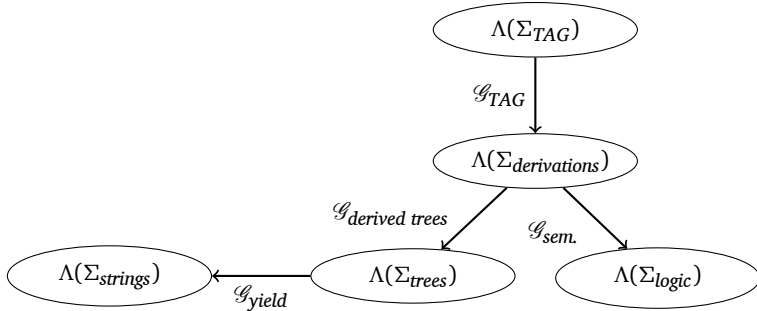 Λ(Σ_TAG)
𝒢_TAG
Λ(Σ_derivations)
𝒢_derived trees
𝒢_sem.
Λ(Σ_strings)
𝒢_yield
Λ(Σ_trees)
Λ(Σ_logic)